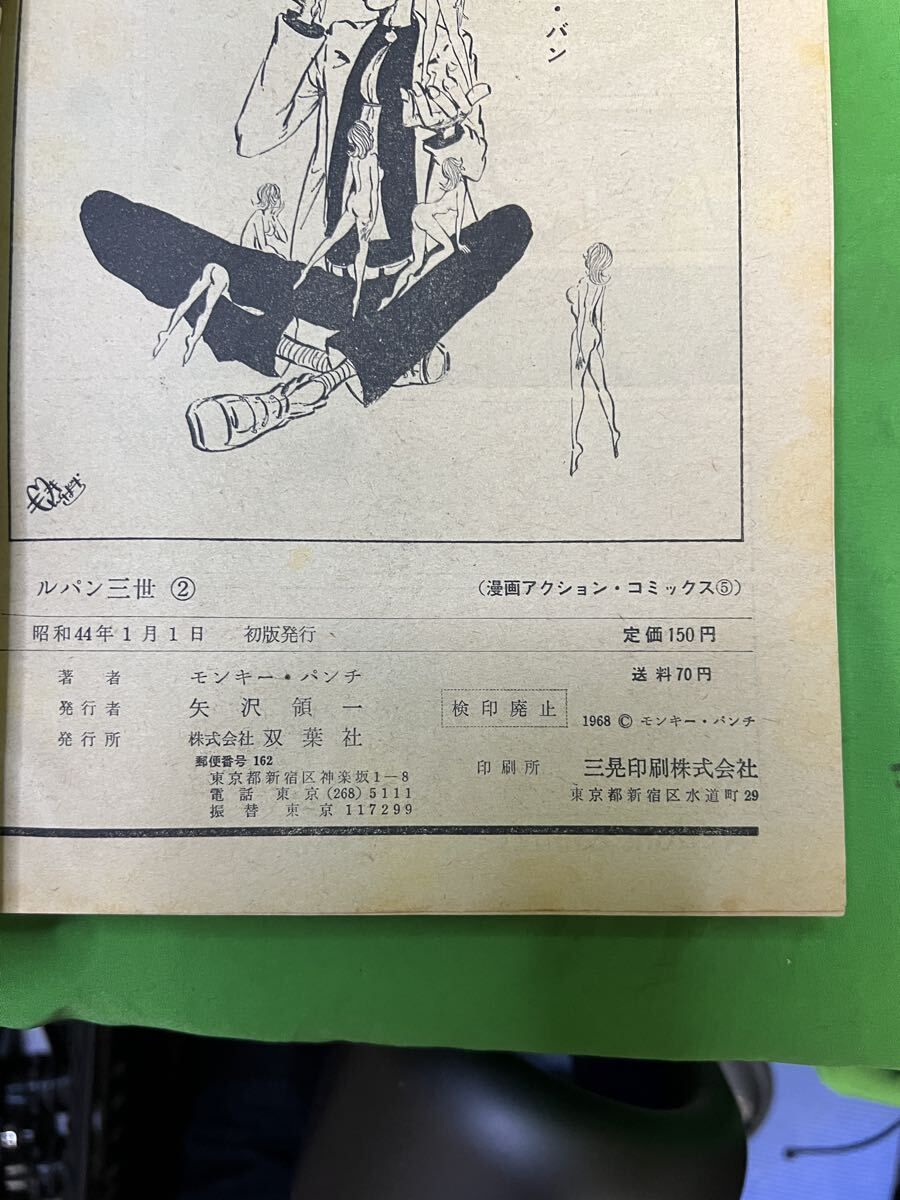 ・バン
ルパン三世 ②
(漫画アクション・コミックス⑤)
昭和44年1月1日 初版発行
定価150円
著者 モンキー・パンチ
送料70円
発行者 矢沢領一
検印廃止
1968 © モンキー・パンチ
発行所 株式会社 双葉社
郵便番号 162
東京都新宿区神楽坂1―8
電話 東京(268)5111
振替 東京 117299
印刷所 三晃印刷株式会社
東京都新宿区水道町29